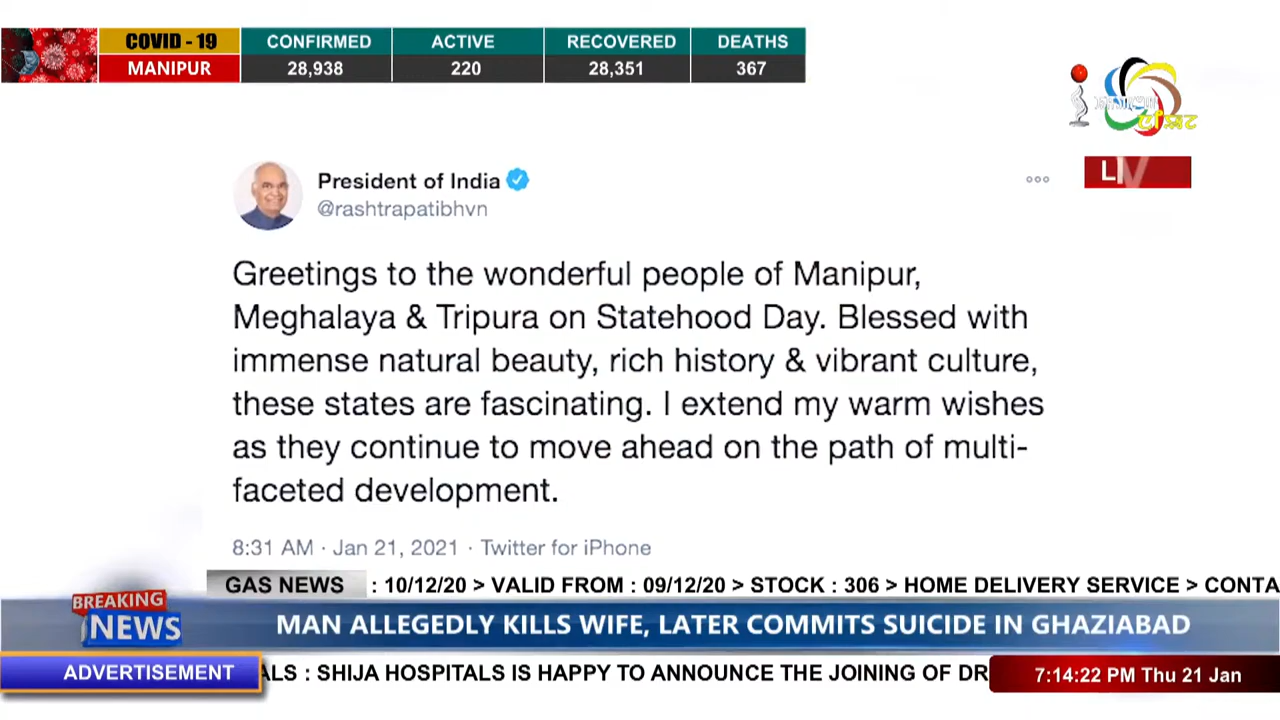 COVID - 19
MANIPUR
CONFIRMED
28,938
ACTIVE
220
RECOVERED
28,351
DEATHS
367
President of India
@rashtrapatibhvn
Greetings to the wonderful people of Manipur,
Meghalaya & Tripura on Statehood Day. Blessed with
immense natural beauty, rich history & vibrant culture,
these states are fascinating. I extend my warm wishes
as they continue to move ahead on the path of multi-
faceted development.
8:31 AM · Jan 21, 2021 · Twitter for iPhone
GAS NEWS
: 10/12/20 > VALID FROM : 09/12/20 > STOCK : 306 > HOME DELIVERY SERVICE > CONTA
BREAKING
NEWS
MAN ALLEGEDLY KILLS WIFE, LATER COMMITS SUICIDE IN GHAZIABAD
ADVERTISEMENT
ALS : SHIJA HOSPITALS IS HAPPY TO ANNOUNCE THE JOINING OF DR
7:14:22 PM Thu 21 Jan